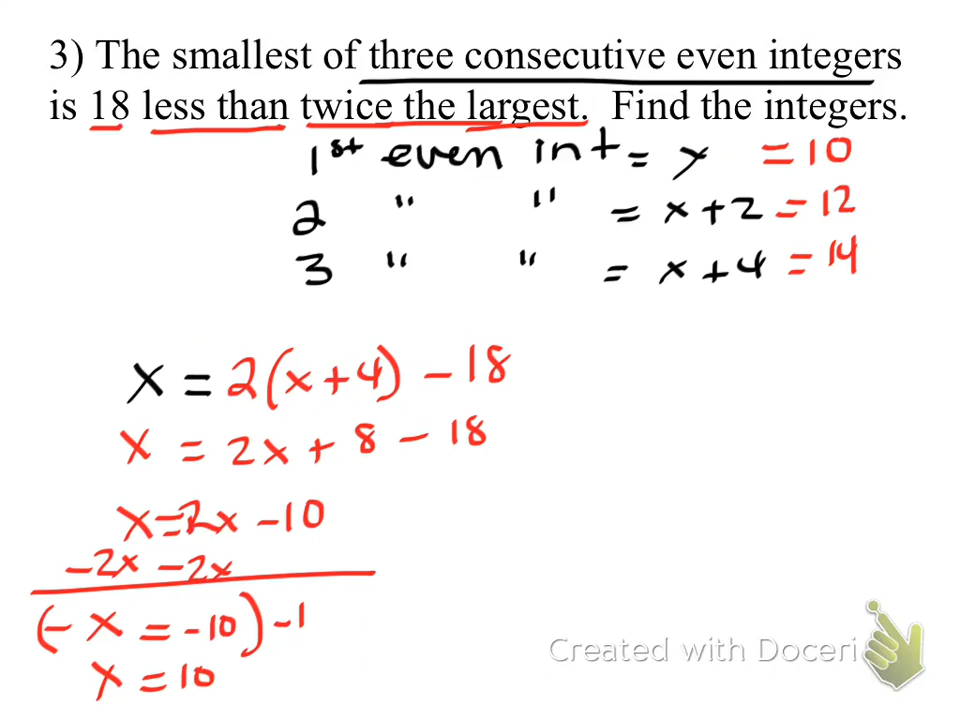 3) The smallest of three consecutive even integers
is 18 less than twice the largest. Find the integers.
1st even int = x = 10
2 " " = x + 2 = 12
3 " " = x + 4 = 14
x = 2(x + 4) - 18
x = 2x + 8 - 18
x = 2x - 10
-2x -2x
(-x = -10) -1
x = 10
Created with Doceri